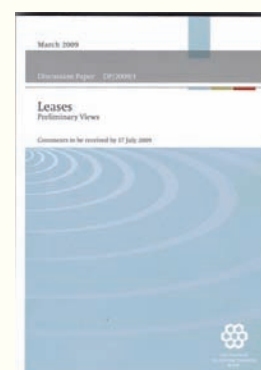 March 2009
Discussion Paper DP/2009/1
Leases
Preliminary Views
Comments to be received by 17 July 2009